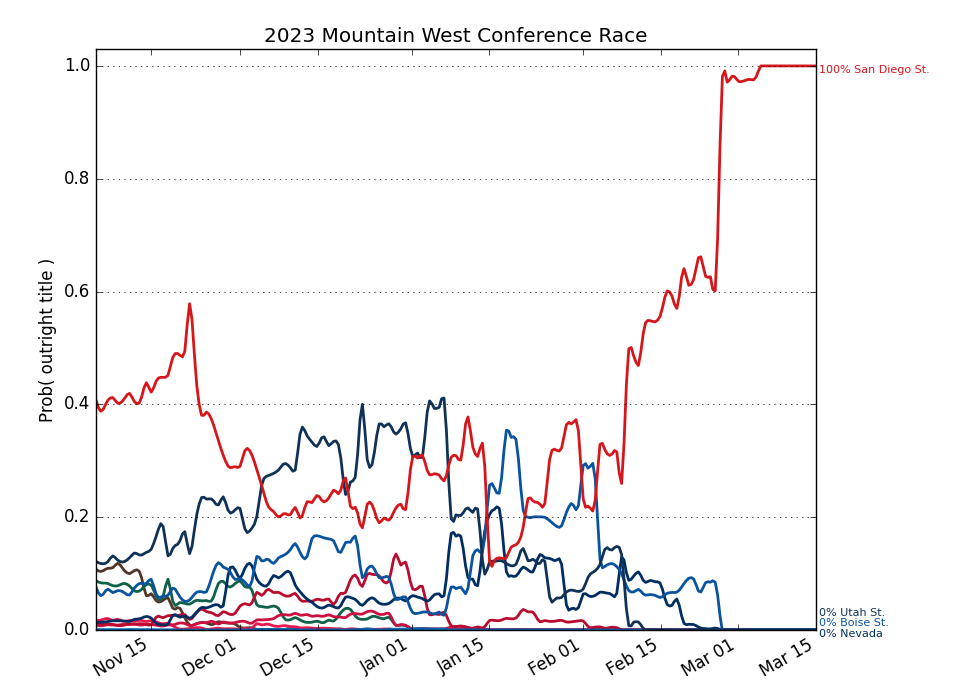 2023 Mountain West Conference Race
Prob( outright title )
1.0
0.8
0.6
0.4
0.2
0.0
100% San Diego St.
0% Utah St.
0% Boise St.
0% Nevada
Nov 15
Dec 01
Dec 15
Jan 01
Jan 15
Feb 01
Feb 15
Mar 01
Mar 15